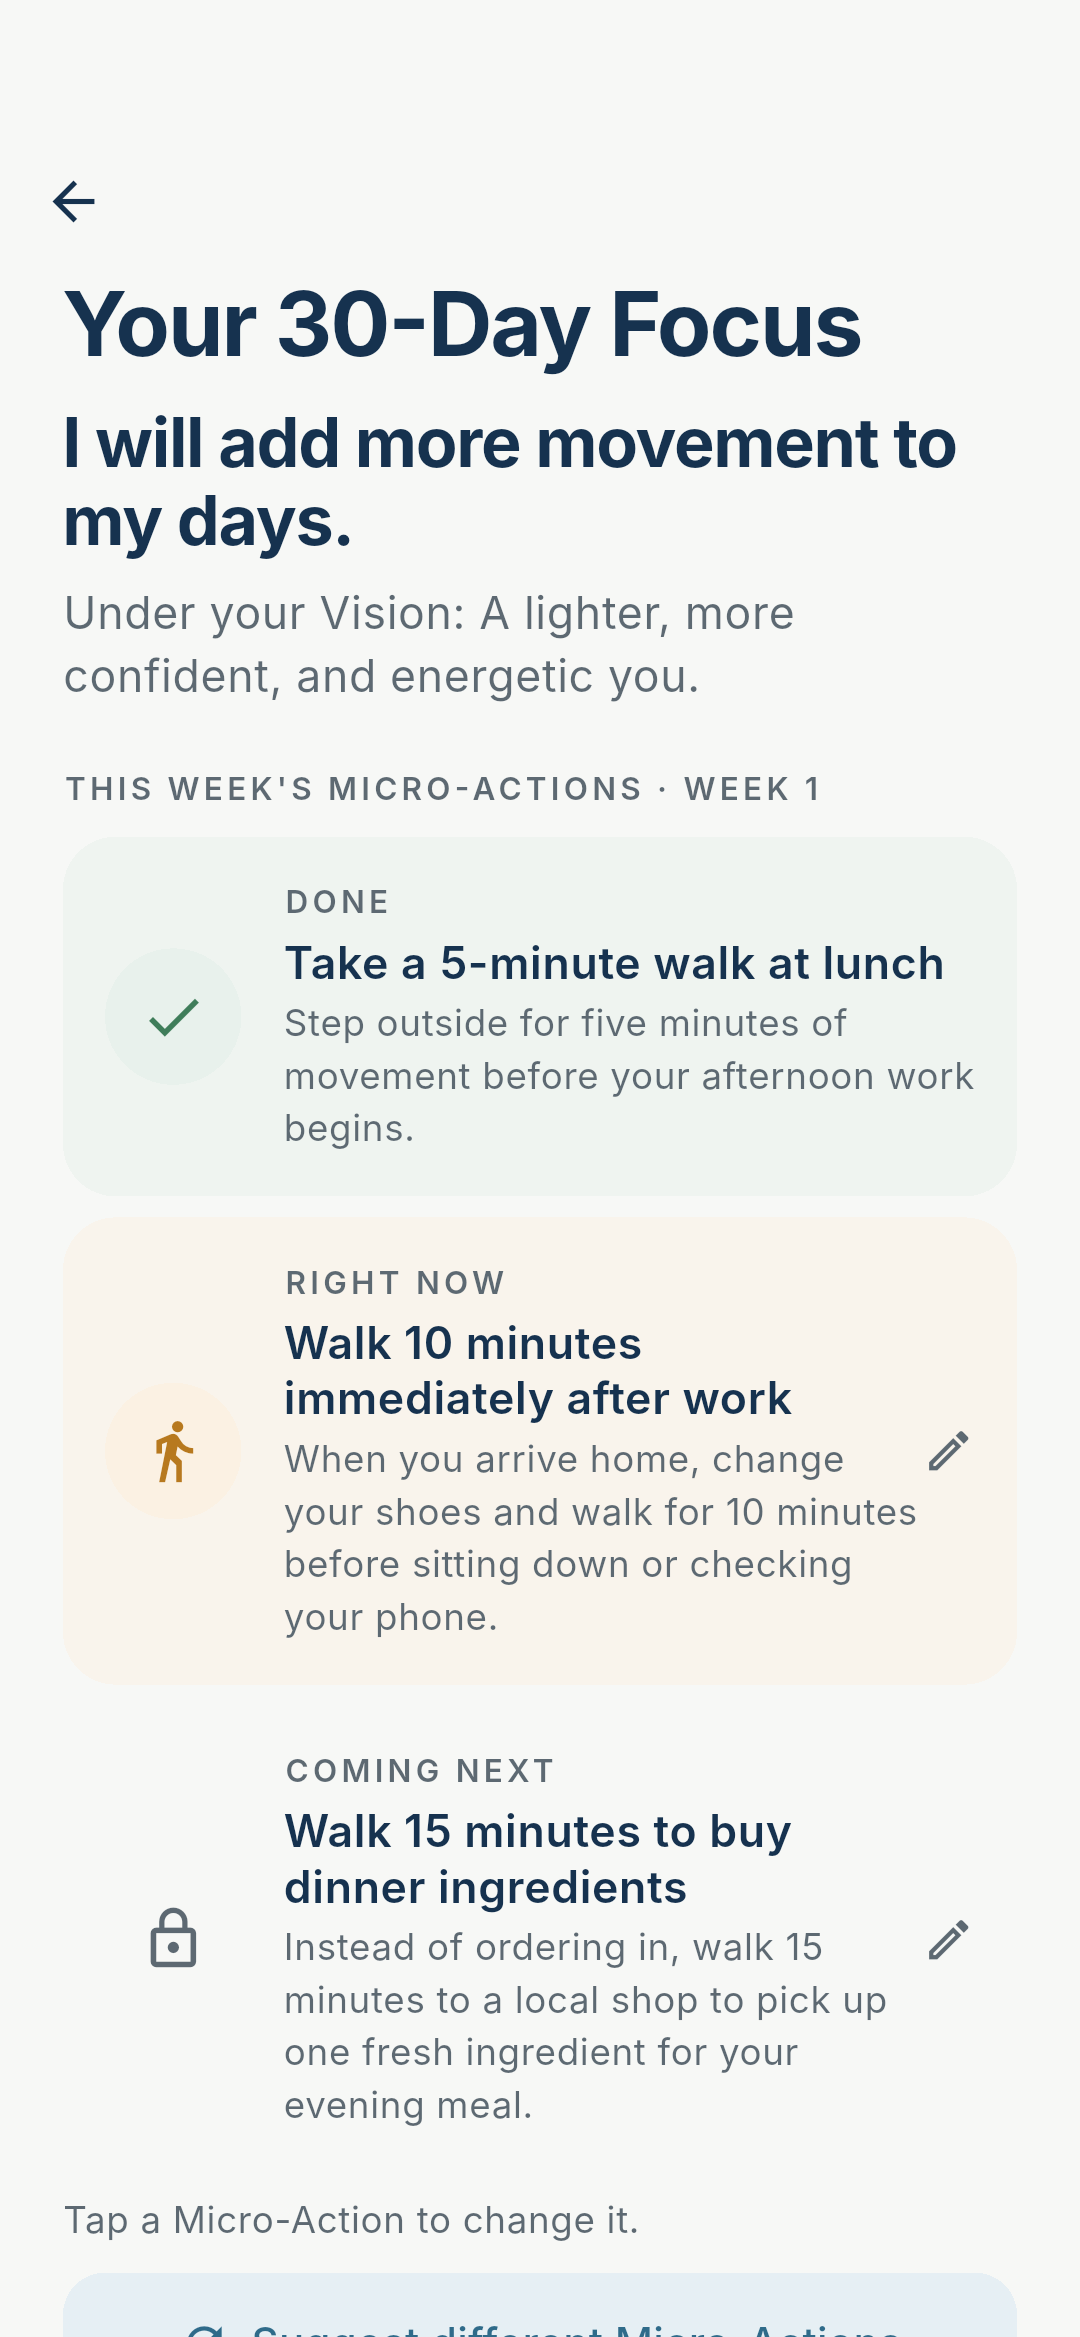 Your 30-Day Focus
I will add more movement to
my days.
Under your Vision: A lighter, more
confident, and energetic you.
THIS WEEK'S MICRO-ACTIONS · WEEK 1
DONE
Take a 5-minute walk at lunch
Step outside for five minutes of
movement before your afternoon work
begins.
RIGHT NOW
Walk 10 minutes
immediately after work
When you arrive home, change
your shoes and walk for 10 minutes
before sitting down or checking
your phone.
COMING NEXT
Walk 15 minutes to buy
dinner ingredients
Instead of ordering in, walk 15
minutes to a local shop to pick up
one fresh ingredient for your
evening meal.
Tap a Micro-Action to change it.
Suggest different Micro-Actions